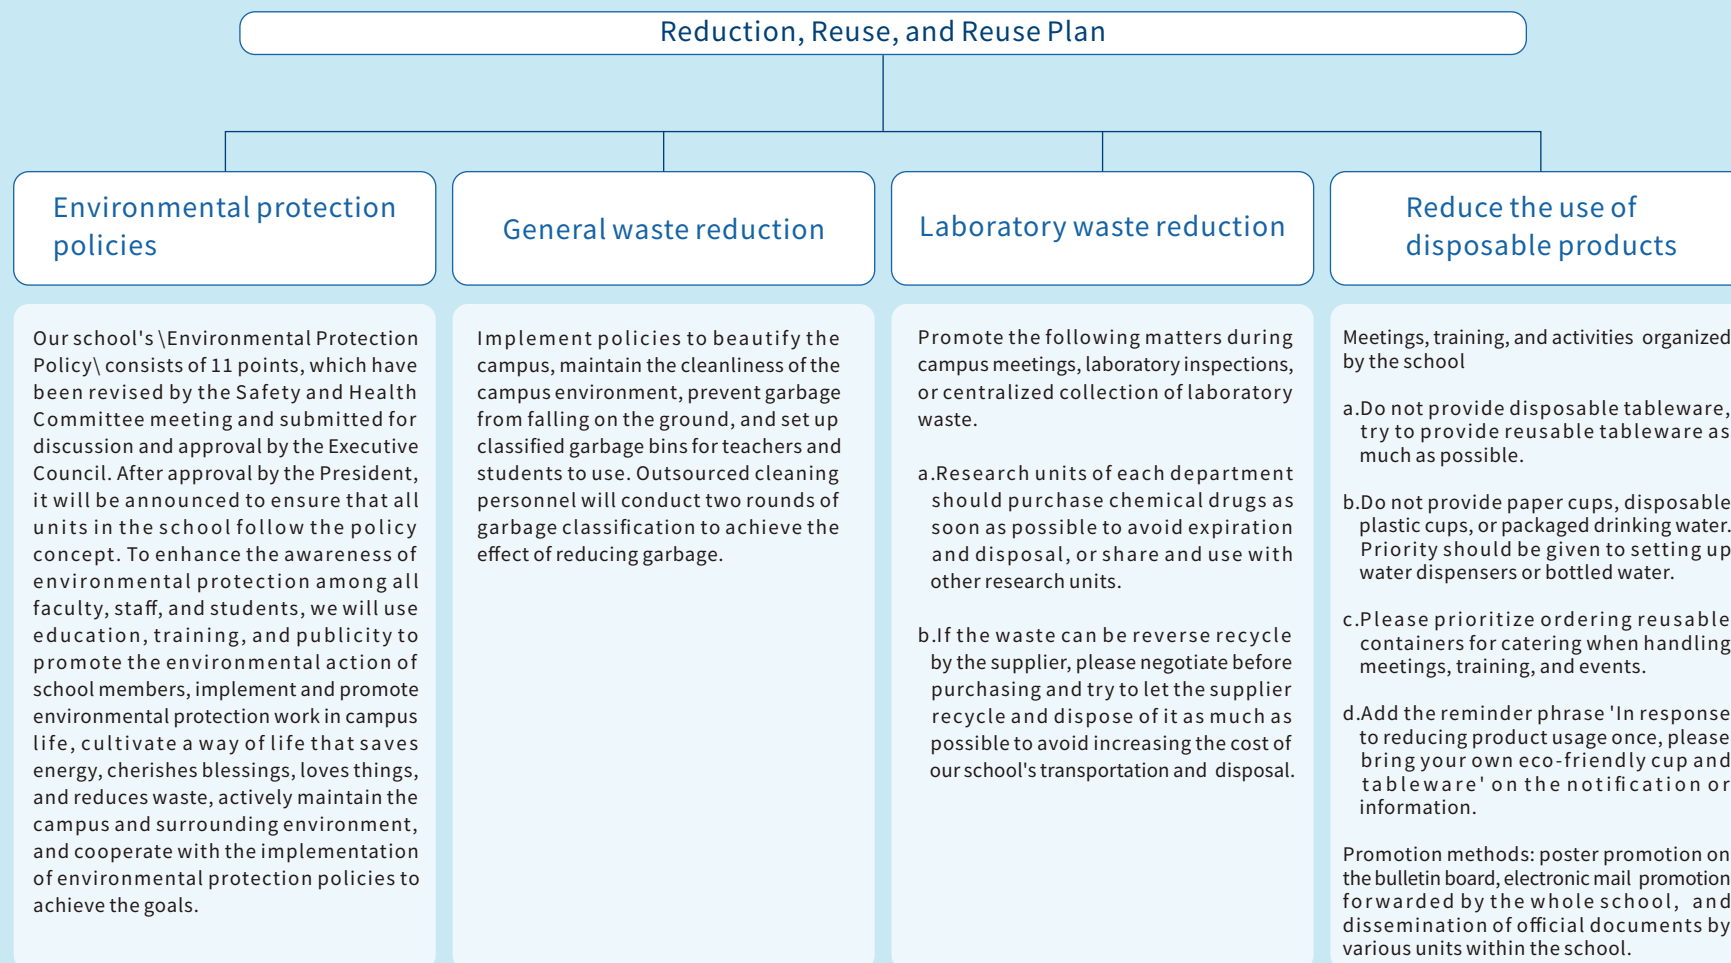 Reduction, Reuse, and Reuse Plan
Environmental protection
policies
General waste reduction
Laboratory waste reduction
Reduce the use of
disposable products
Our school's \Environmental Protection
Policy\ consists of 11 points, which have
been revised by the Safety and Health
Committee meeting and submitted for
discussion and approval by the Executive
Council. After approval by the President,
it will be announced to ensure that all
units in the school follow the policy
concept. To enhance the awareness of
environmental protection among all
faculty, staff, and students, we will use
education, training, and publicity to
promote the environmental action of
school members, implement and promote
environmental protection work in campus
life, cultivate a way of life that saves
energy, cherishes blessings, loves things,
and reduces waste, actively maintain the
campus and surrounding environment,
and cooperate with the implementation
of environmental protection policies to
achieve the goals.
Implement policies to beautify the
campus, maintain the cleanliness of the
campus environment, prevent garbage
from falling on the ground, and set up
classified garbage bins for teachers and
students to use. Outsourced cleaning
personnel will conduct two rounds of
garbage classification to achieve the
effect of reducing garbage.
Promote the following matters during
campus meetings, laboratory inspections,
or centralized collection of laboratory
waste.
a.Research units of each department
should purchase chemical drugs as
soon as possible to avoid expiration
and disposal, or share and use with
other research units.
b.If the waste can be reverse recycle
by the supplier, please negotiate before
purchasing and try to let the supplier
recycle and dispose of it as much as
possible to avoid increasing the cost of
our school's transportation and disposal.
Meetings, training, and activities organized
by the school
a.Do not provide disposable tableware,
try to provide reusable tableware as
much as possible.
b.Do not provide paper cups, disposable
plastic cups, or packaged drinking water.
Priority should be given to setting up
water dispensers or bottled water.
c.Please prioritize ordering reusable
containers for catering when handling
meetings, training, and events.
d.Add the reminder phrase 'In response
to reducing product usage once, please
bring your own eco-friendly cup and
tableware' on the notification or
information.
Promotion methods: poster promotion on
the bulletin board, electronic mail promotion
forwarded by the whole school, and
dissemination of official documents by
various units within the school.